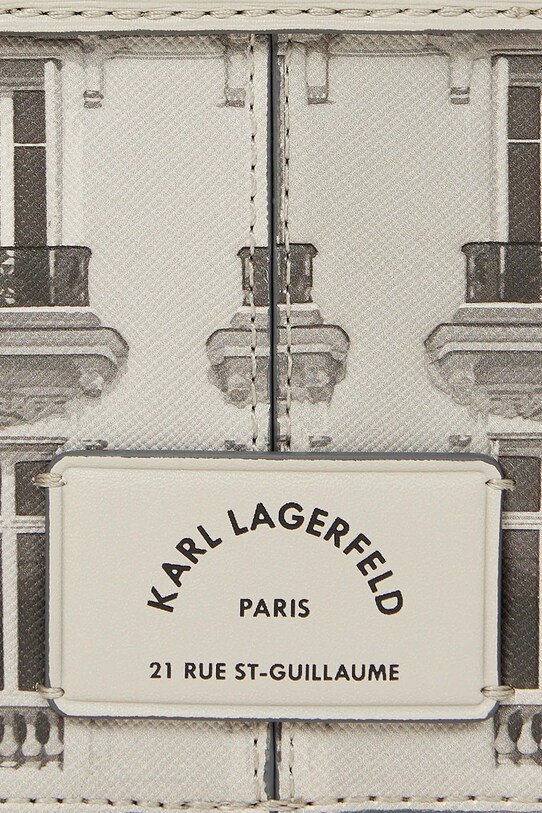 KARL LAGERFELD
PARIS
21 RUE ST-GUILLAUME